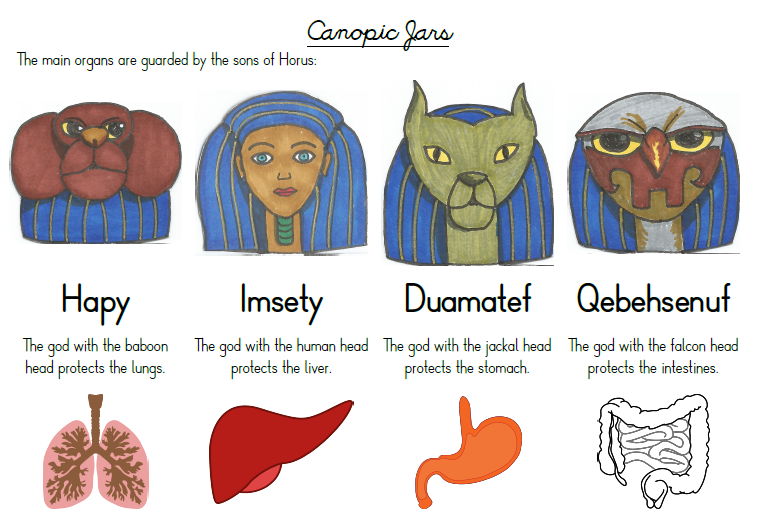 Canopic Jars
The main organs are guarded by the sons of Horus:
Hapy
Imsety
Duamatef
Qebehsenuf
The god with the baboon
head protects the lungs.
The god with the human head
protects the liver.
The god with the jackal head
protects the stomach.
The god with the falcon head
protects the intestines.